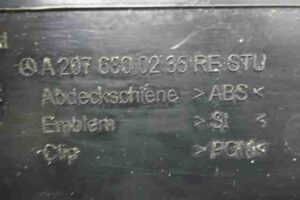 A 207 680 02 35 RE STU
Abdeckschiene >ABS<
Emblem >St<
Clip >POM<